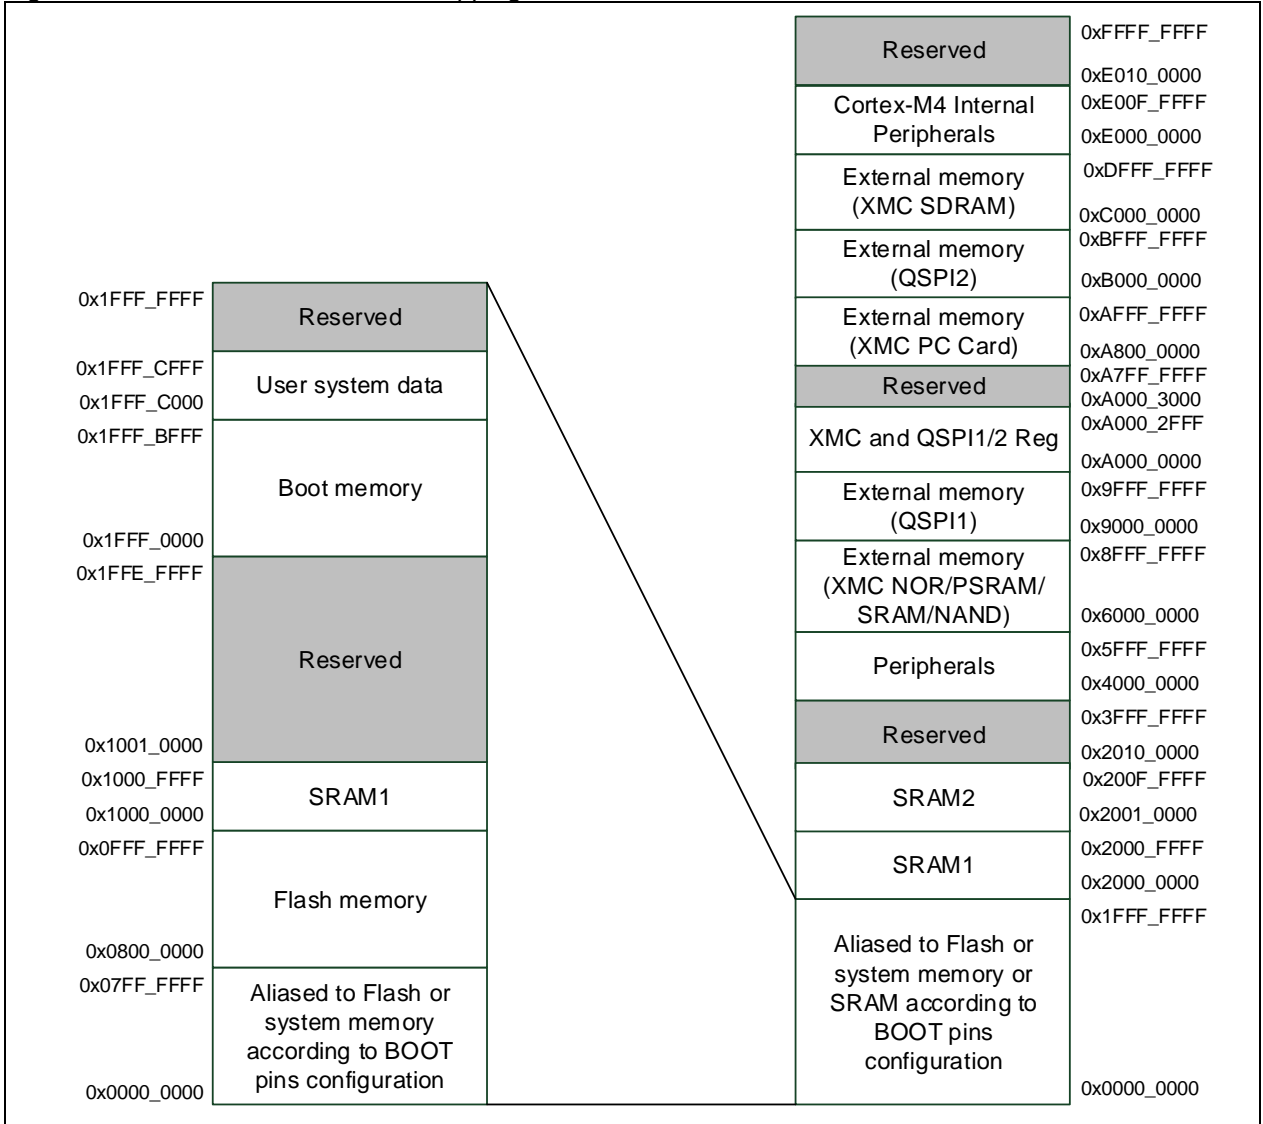 0x1FFF_FFFF
Reserved
0x1FFF_CFFF
User system data
0x1FFF_C000
0x1FFF_BFFF
Boot memory
0x1FFF_0000
0x1FFE_FFFF
Reserved
0x1001_0000
0x1000_FFFF
SRAM1
0x1000_0000
0x0FFF_FFFF
Flash memory
0x0800_0000
0x07FF_FFFF
Aliased to Flash or
system memory
according to BOOT
pins configuration
0x0000_0000
0xFFFF_FFFF
Reserved
0xE010_0000
Cortex-M4 Internal
Peripherals
0xE00F_FFFF
0xE000_0000
External memory
(XMC SDRAM)
0xDFFF_FFFF
0xC000_0000
External memory
(QSPI2)
0xBFFF_FFFF
0xB000_0000
External memory
(XMC PC Card)
0xAFFF_FFFF
0xA800_0000
Reserved
0xA7FF_FFFF
0xA000_3000
XMC and QSPI1/2 Reg
0xA000_2FFF
0xA000_0000
External memory
(QSPI1)
0x9FFF_FFFF
0x9000_0000
External memory
(XMC NOR/PSRAM/
SRAM/NAND)
0x8FFF_FFFF
0x6000_0000
Peripherals
0x5FFF_FFFF
0x4000_0000
Reserved
0x3FFF_FFFF
0x2010_0000
SRAM2
0x200F_FFFF
0x2001_0000
SRAM1
0x2000_FFFF
0x2000_0000
0x1FFF_FFFF
Aliased to Flash or
system memory or
SRAM according to
BOOT pins
configuration
0x0000_0000